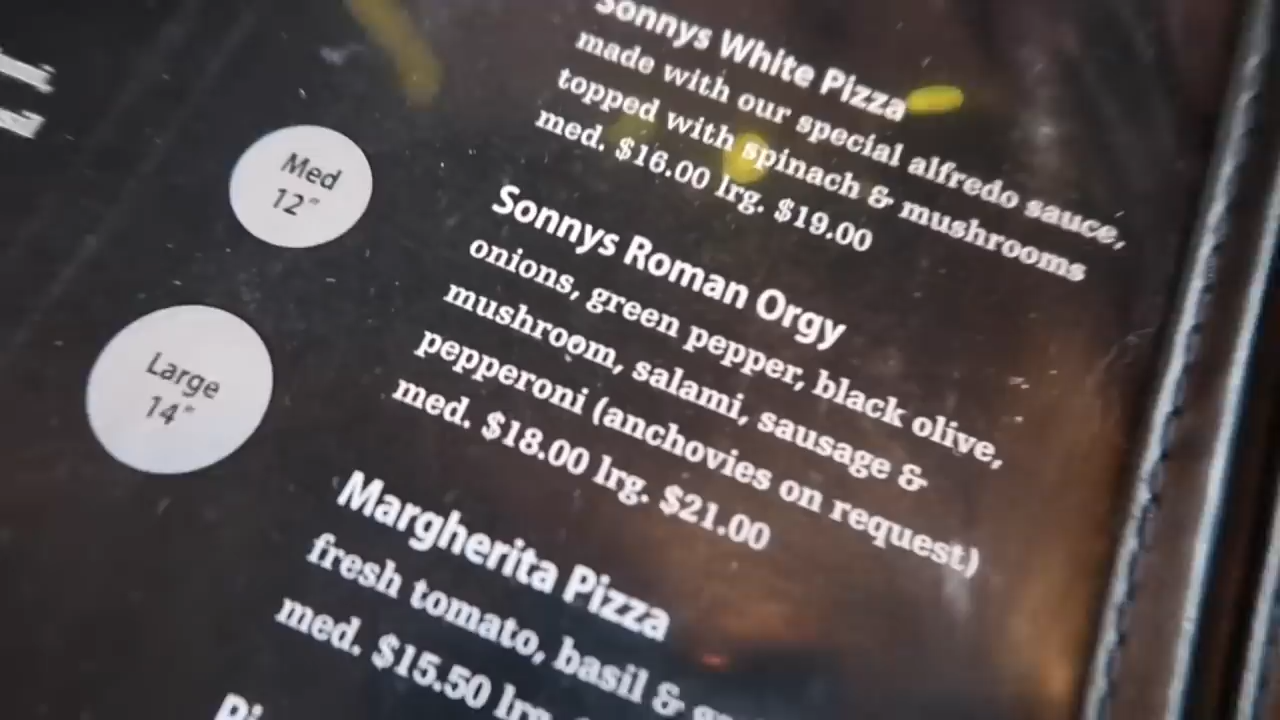 Sonnys White Pizza
made with our special alfredo sauce,
topped with spinach & mushrooms
med. $16.00 lrg. $19.00
Med
12"
Sonnys Roman Orgy
onions, green pepper, black olive,
mushroom, salami, sausage &
pepperoni (anchovies on request)
med. $18.00 lrg. $21.00
Large
14"
Margherita Pizza
fresh tomato, basil &
med. $15.50 lrg.